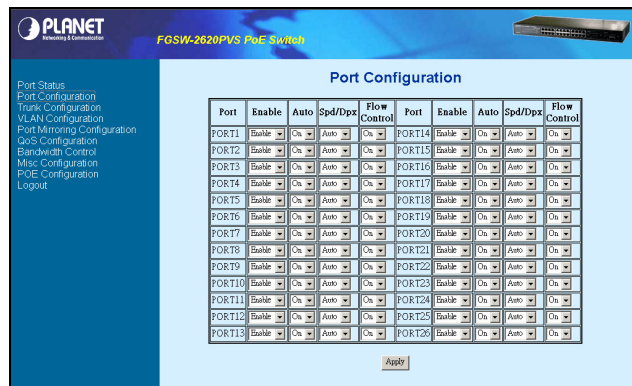 PLANET
Networking & Communication
FGSW-2620PVS PoE Switch
Port Status
Port Configuration
Trunk Configuration
VLAN Configuration
Port Mirroring Configuration
QoS Configuration
Bandwidth Control
Misc Configuration
POE Configuration
Logout
Port Configuration
Port Enable Auto Spd/Dpx Flow Control Port Enable Auto Spd/Dpx Flow Control
PORT1 Enable On Auto On PORT14 Enable On Auto On
PORT2 Enable On Auto On PORT15 Enable On Auto On
PORT3 Enable On Auto On PORT16 Enable On Auto On
PORT4 Enable On Auto On PORT17 Enable On Auto On
PORT5 Enable On Auto On PORT18 Enable On Auto On
PORT6 Enable On Auto On PORT19 Enable On Auto On
PORT7 Enable On Auto On PORT20 Enable On Auto On
PORT8 Enable On Auto On PORT21 Enable On Auto On
PORT9 Enable On Auto On PORT22 Enable On Auto On
PORT10 Enable On Auto On PORT23 Enable On Auto On
PORT11 Enable On Auto On PORT24 Enable On Auto On
PORT12 Enable On Auto On PORT25 Enable On Auto On
PORT13 Enable On Auto On PORT26 Enable On Auto On
Apply